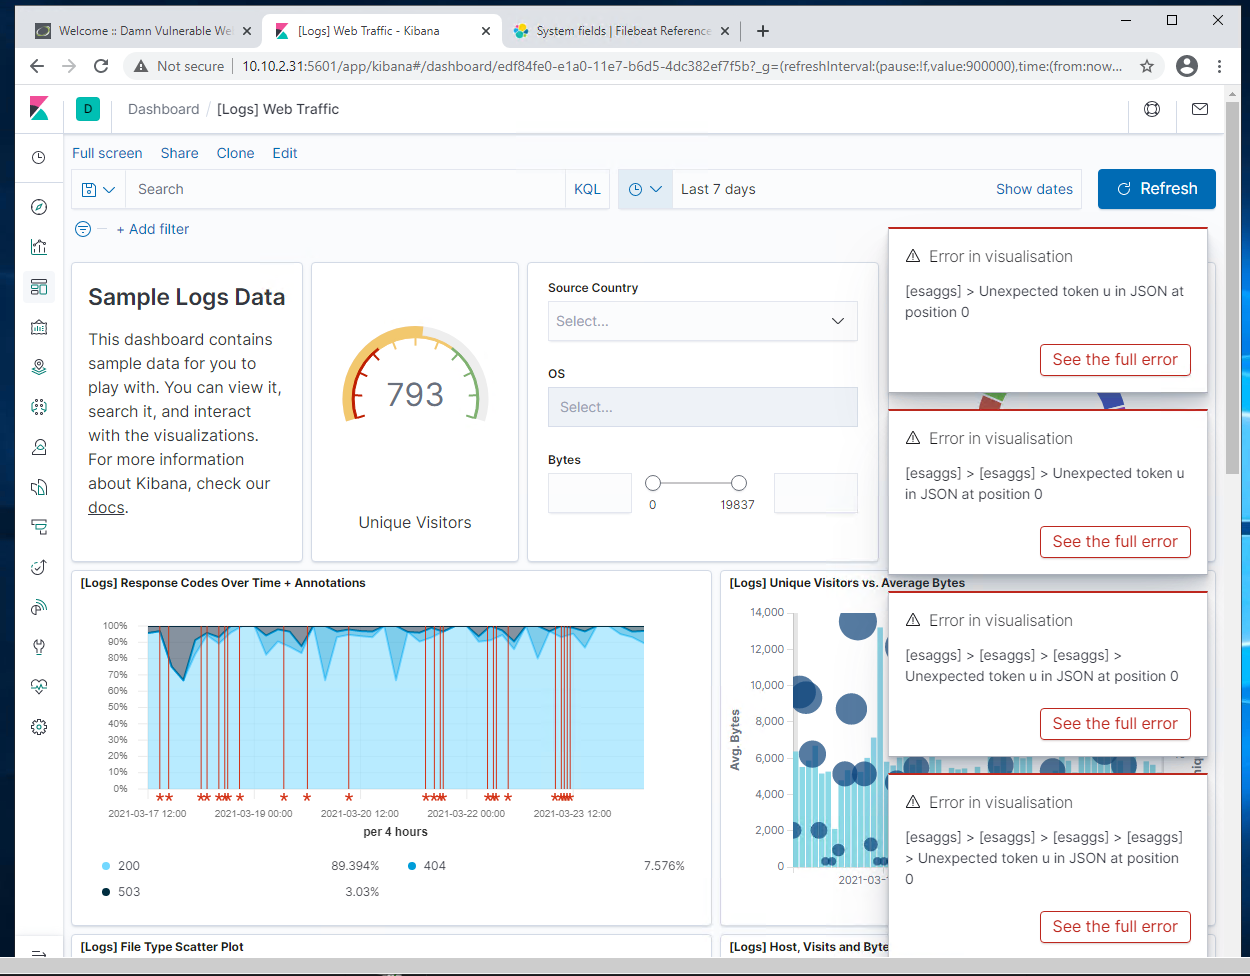 Welcome :: Damn Vulnerable We
[Logs] Web Traffic - Kibana
System fields | Filebeat Reference
Not secure
10.10.2.31:5601/app/kibana#/dashboard/edf84fe0-e1a0-11e7-b6d5-4dc382ef7f5b?_g=(refreshInterval:(pause:!f,value:900000),time:(from:now...
D
Dashboard / [Logs] Web Traffic
Full screen Share Clone Edit
Search
KQL
Last 7 days
Show dates
Refresh
+ Add filter
Sample Logs Data
This dashboard contains
sample data for you to
play with. You can view it,
search it, and interact
with the visualizations.
For more information
about Kibana, check our
docs.
793
Unique Visitors
Source Country
Select...
OS
Select...
Bytes
0
19837
Error in visualisation
[esaggs] > Unexpected token u in JSON at
position 0
See the full error
Error in visualisation
[esaggs] > [esaggs] > Unexpected token u
in JSON at position 0
See the full error
Error in visualisation
[esaggs] > [esaggs] > [esaggs] >
Unexpected token u in JSON at position 0
See the full error
Error in visualisation
[esaggs] > [esaggs] > [esaggs] > [esaggs]
> Unexpected token u in JSON at position
0
See the full error
[Logs] Response Codes Over Time + Annotations
100%
90%
80%
70%
60%
50%
40%
30%
20%
10%
0%
2021-03-17 12:00
2021-03-19 00:00
2021-03-20 12:00
2021-03-22 00:00
2021-03-23 12:00
per 4 hours
200
89.394%
404
7.576%
503
3.03%
[Logs] Unique Visitors vs. Average Bytes
14,000
12,000
10,000
8,000
6,000
4,000
2,000
0
Avg. Bytes
2021-03-1
[Logs] File Type Scatter Plot
[Logs] Host, Visits and Byte